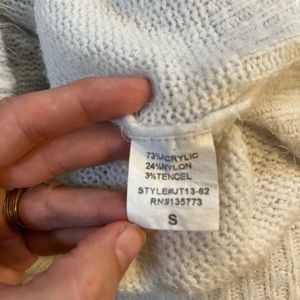 73%ACRYLIC
24%NYLON
3%TENCEL
STYLE#JT13-62
RN#135773
S